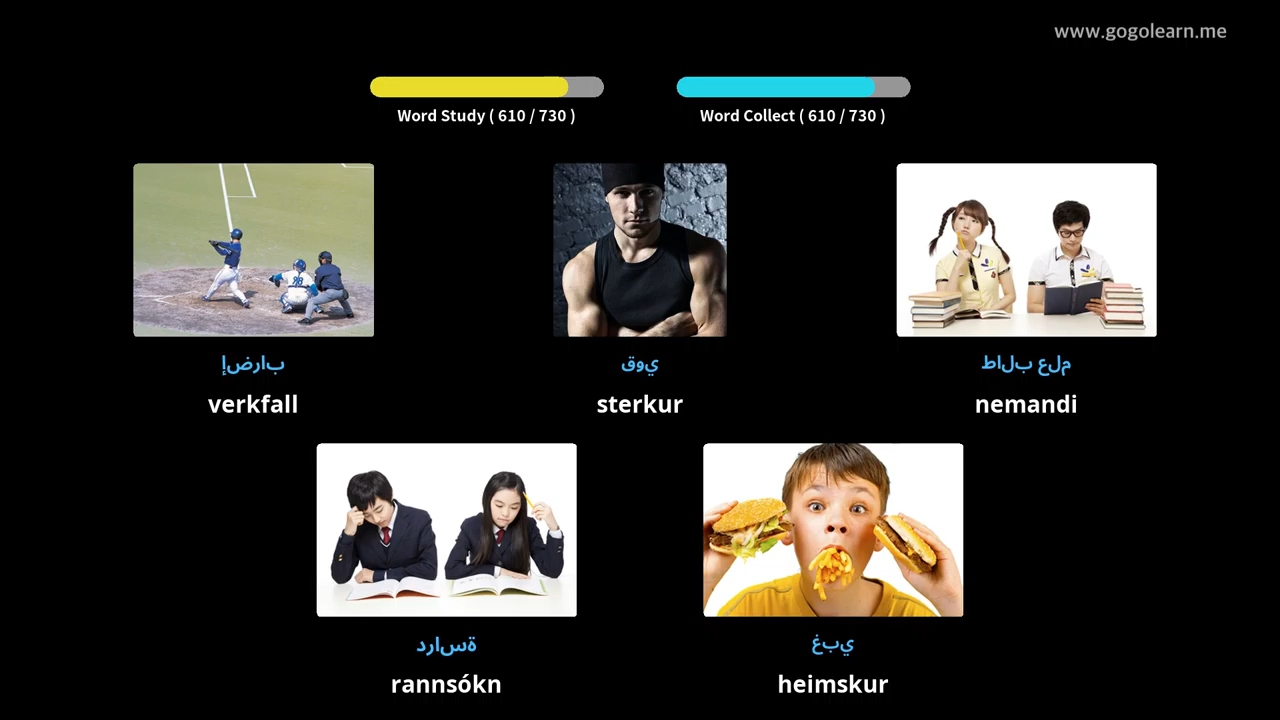 www.gogolearn.me
Word Study ( 610 / 730 )
Word Collect ( 610 / 730 )
إضراب
قوي
طالب علم
verkfall
sterkur
nemandi
دراسة
غبي
rannsókn
heimskur